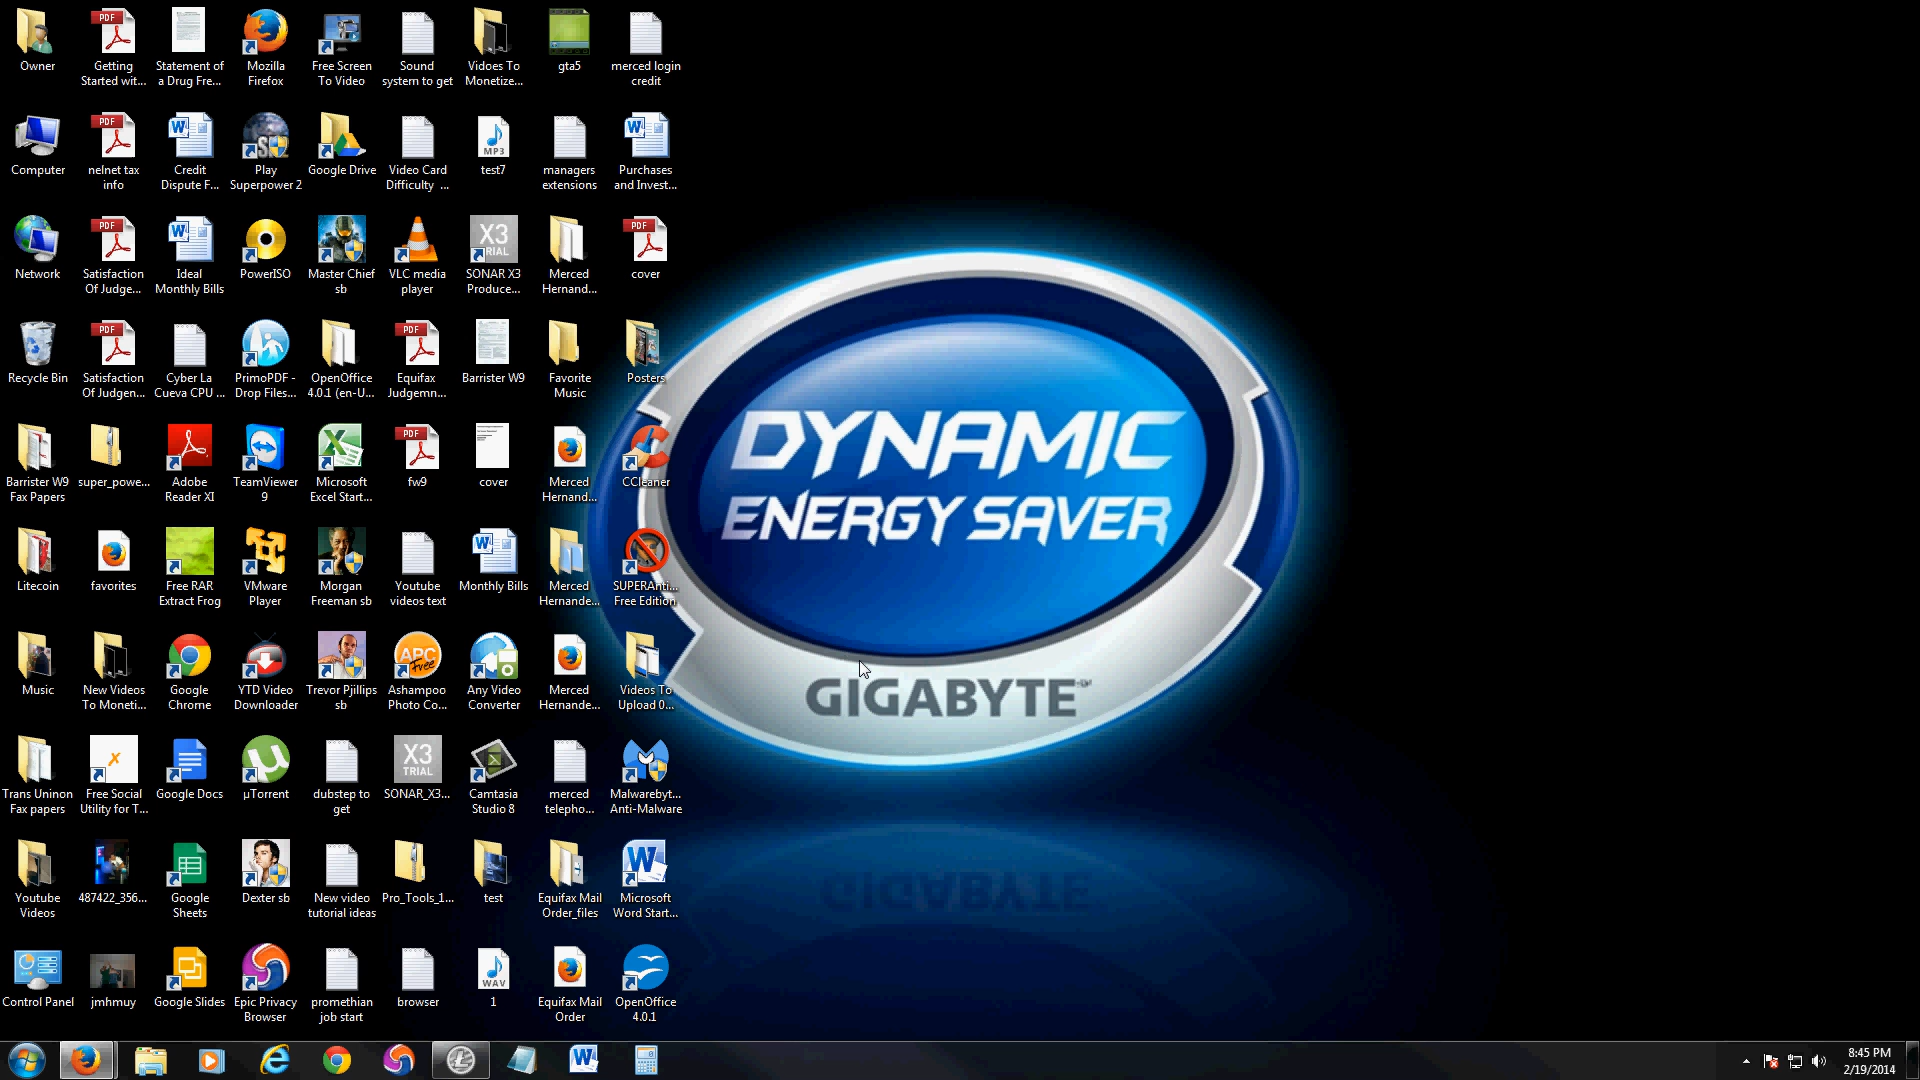 Owner
Getting
Started wit...
Statement of
a Drug Fre...
Mozilla
Firefox
Free Screen
To Video
Sound
system to get
Vidoes To
Monetize...
gta5
merced login
credit
Computer
nelnet tax
info
Credit
Dispute F...
Play
Superpower 2
Google Drive
Video Card
Difficulty ...
test7
managers
extensions
Purchases
and Invest...
Network
Satisfaction
Of Judge...
Ideal
Monthly Bills
PowerISO
Master Chief
sb
VLC media
player
SONAR X3
Produce...
Merced
Hernand...
cover
Recycle Bin
Satisfaction
Of Judgen...
Cyber La
Cueva CPU ...
PrimoPDF -
Drop Files...
OpenOffice
4.0.1 (en-U...
Equifax
Judgemn...
Barrister W9
Favorite
Music
Posters
Barrister W9
Fax Papers
super_powe...
Adobe
Reader XI
TeamViewer
9
Microsoft
Excel Start...
fw9
cover
Merced
Hernand...
CCleaner
Litecoin
favorites
Free RAR
Extract Frog
VMware
Player
Morgan
Freeman sb
Youtube
videos text
Monthly Bills
Merced
Hernande...
SUPERAnti...
Free Edition
Music
New Videos
To Moneti...
Google
Chrome
YTD Video
Downloader
Trevor Pjillips
sb
Ashampoo
Photo Co...
Any Video
Converter
Merced
Hernande...
Videos To
Upload 0...
Trans Uninon
Fax papers
Free Social
Utility for T...
Google Docs
µTorrent
dubstep to
get
SONAR_X3...
Camtasia
Studio 8
merced
telepho...
Malwarebyt...
Anti-Malware
Youtube
Videos
487422_356...
Google
Sheets
Dexter sb
New video
tutorial ideas
Pro_Tools_1...
test
Equifax Mail
Order_files
Microsoft
Word Start...
Control Panel
jmhmuy
Google Slides
Epic Privacy
Browser
promethian
job start
browser
1
Equifax Mail
Order
OpenOffice
4.0.1
DYNAMIC
ENERGY SAVER
GIGABYTE
8:45 PM
2/19/2014